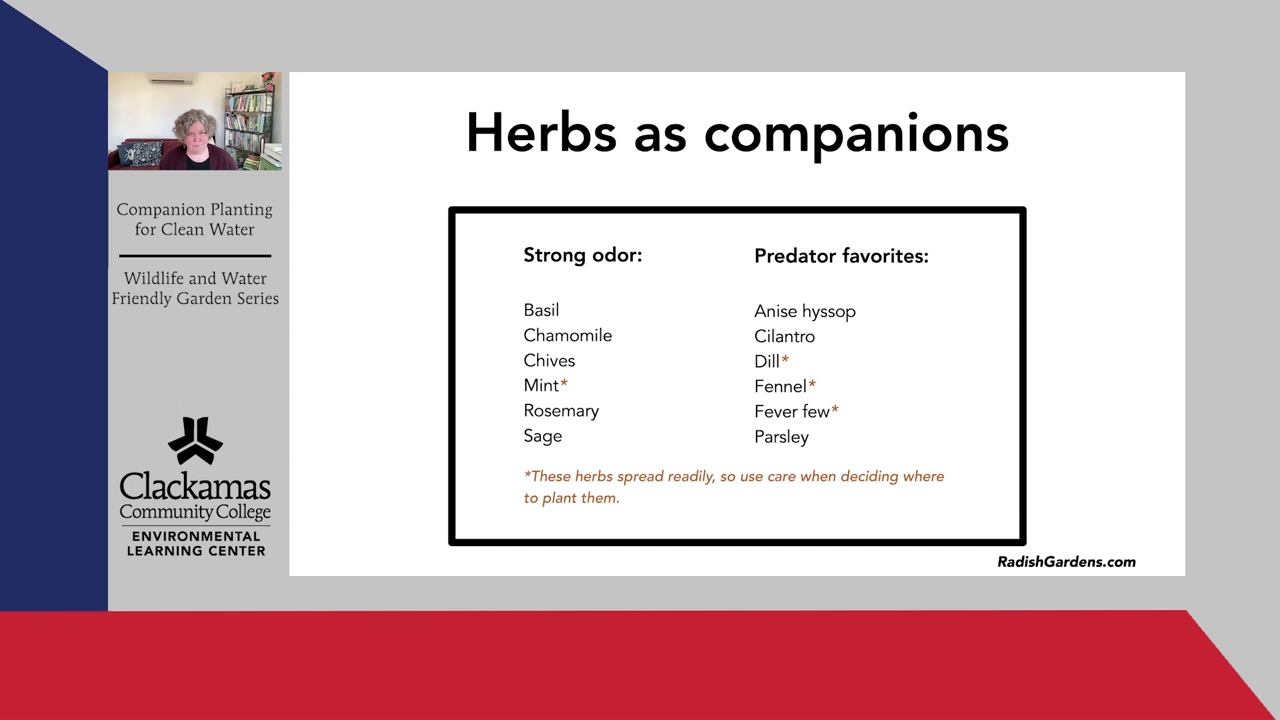 Herbs as companions
Companion Planting
for Clean Water
Wildlife and Water
Friendly Garden Series
Clackamas
Community College
ENVIRONMENTAL
LEARNING CENTER
Strong odor:
Basil
Chamomile
Chives
Mint*
Rosemary
Sage
Predator favorites:
Anise hyssop
Cilantro
Dill*
Fennel*
Fever few*
Parsley
*These herbs spread readily, so use care when deciding where
to plant them.
RadishGardens.com